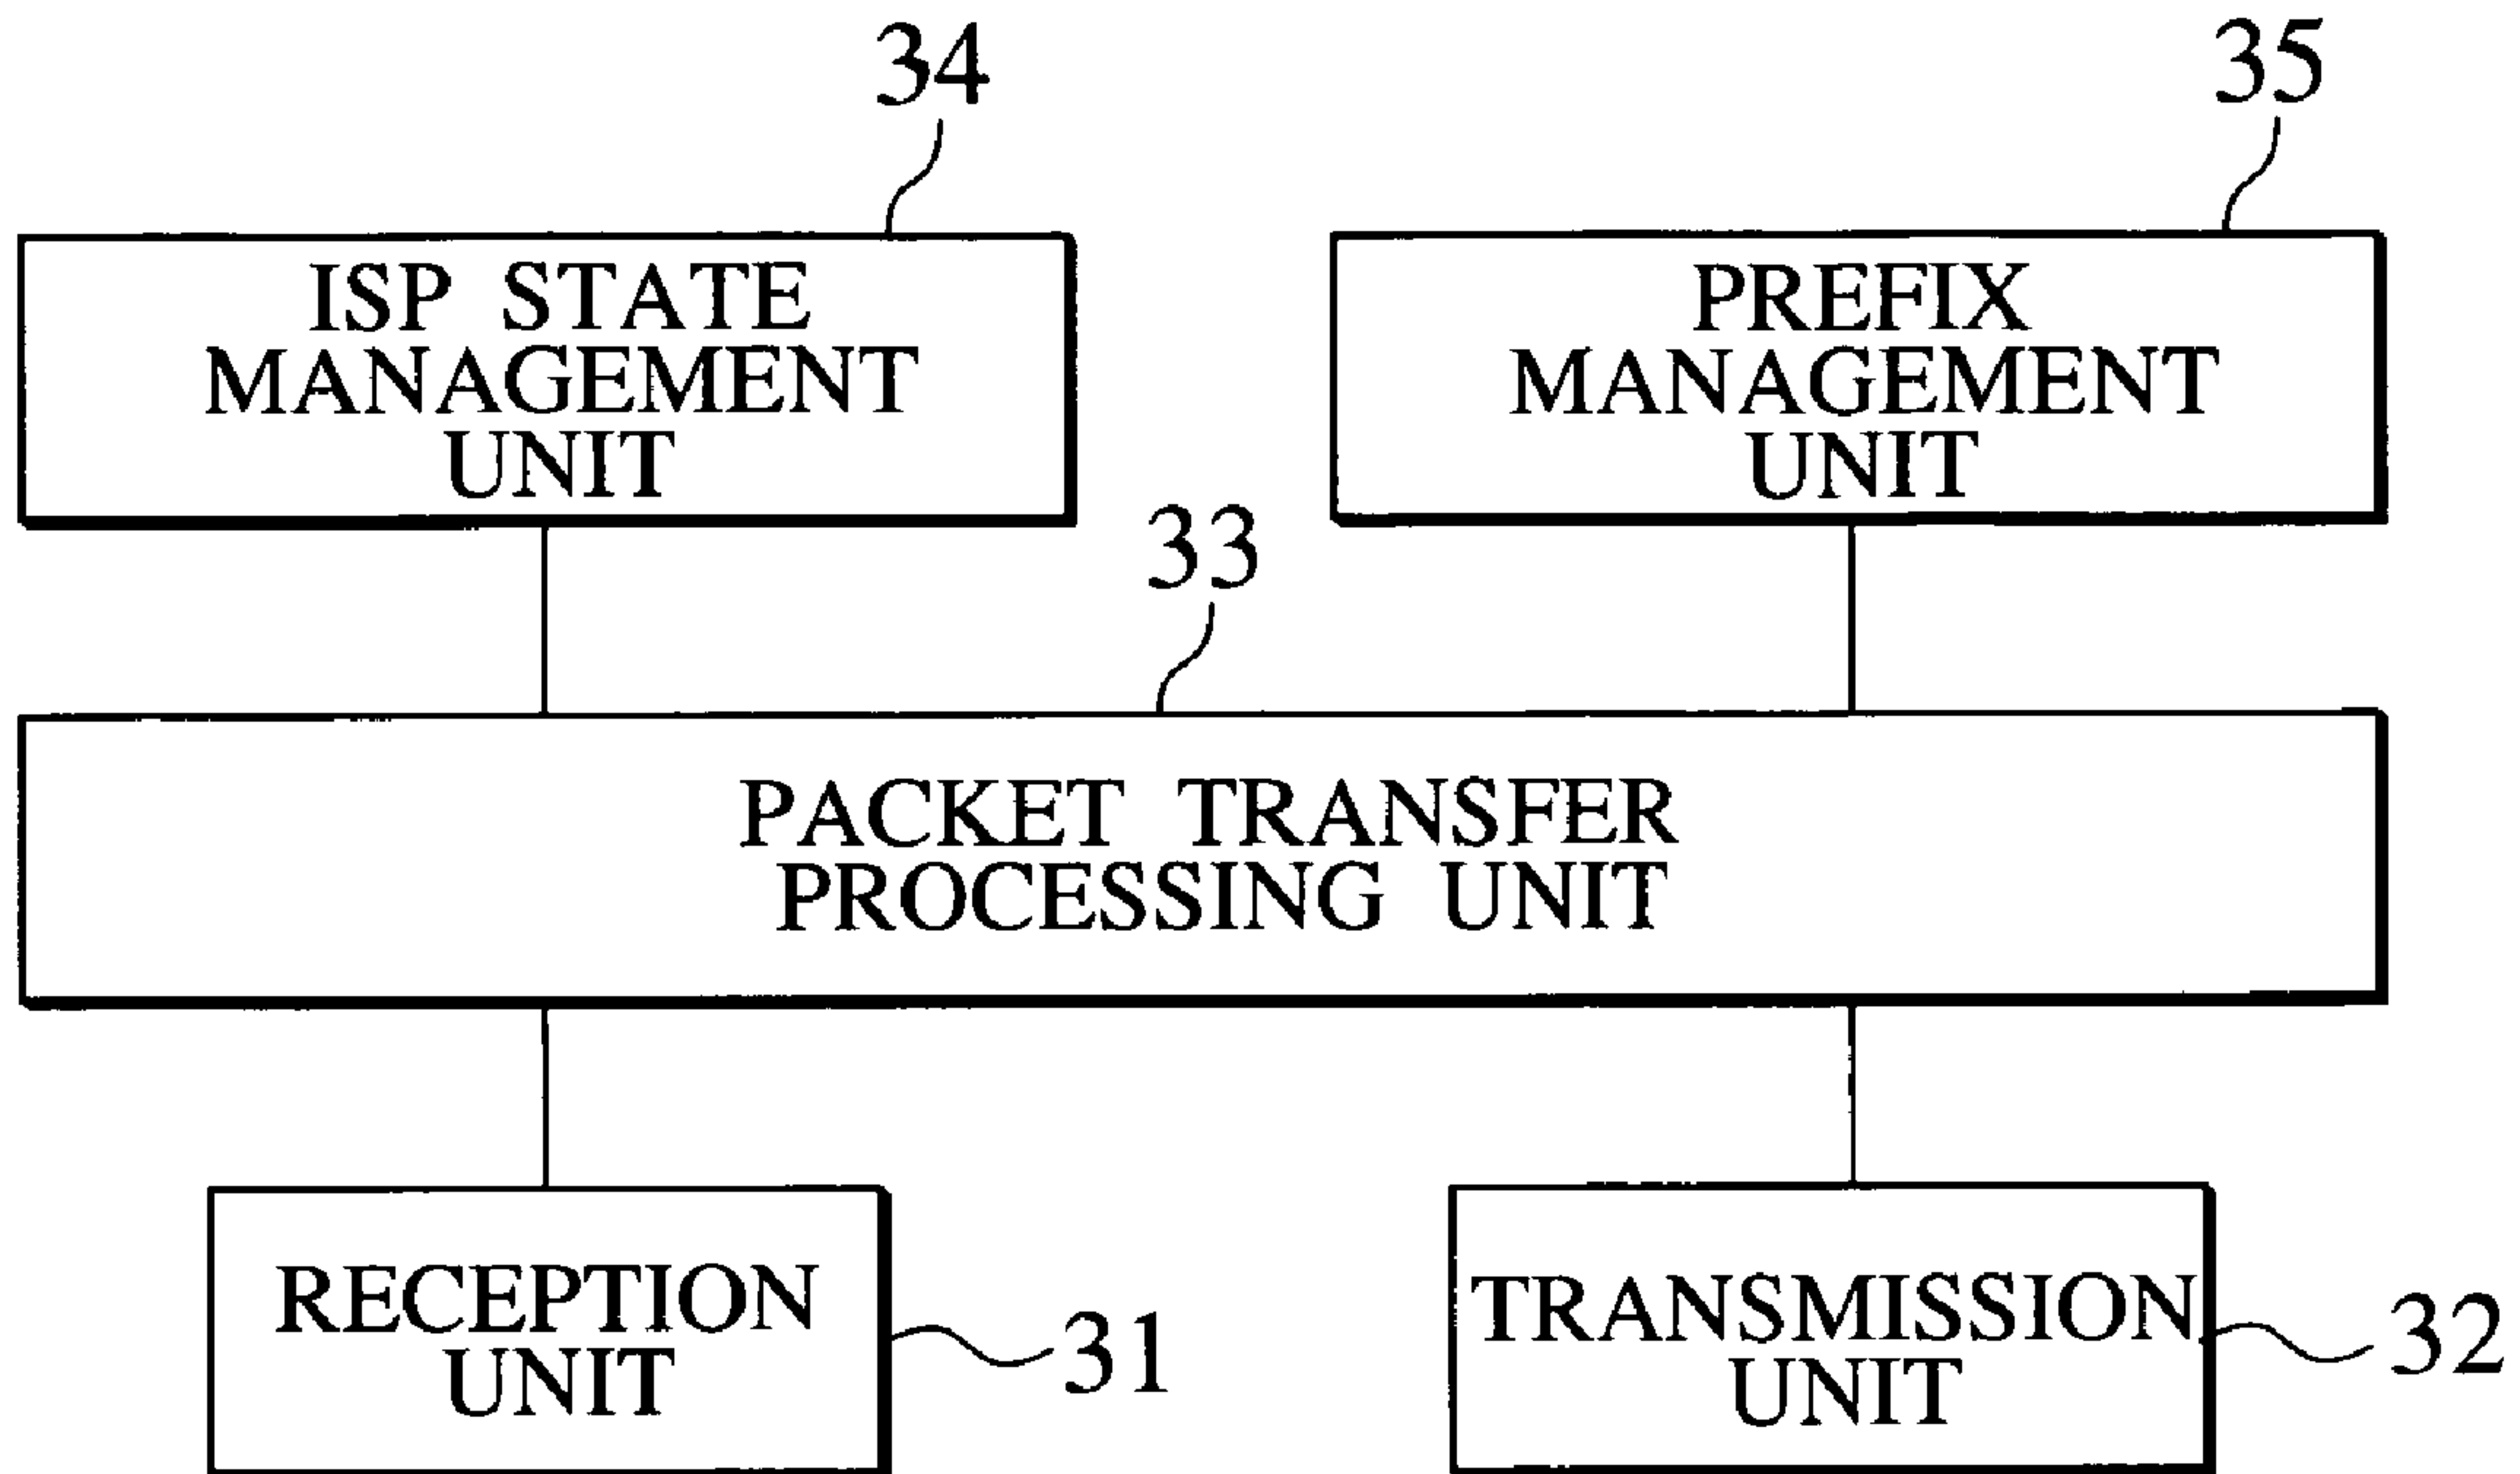 34
35
ISP STATE
MANAGEMENT
UNIT
PREFIX
MANAGEMENT
UNIT
33
PACKET TRANSFER
PROCESSING UNIT
RECEPTION
UNIT
31
TRANSMISSION
UNIT
32